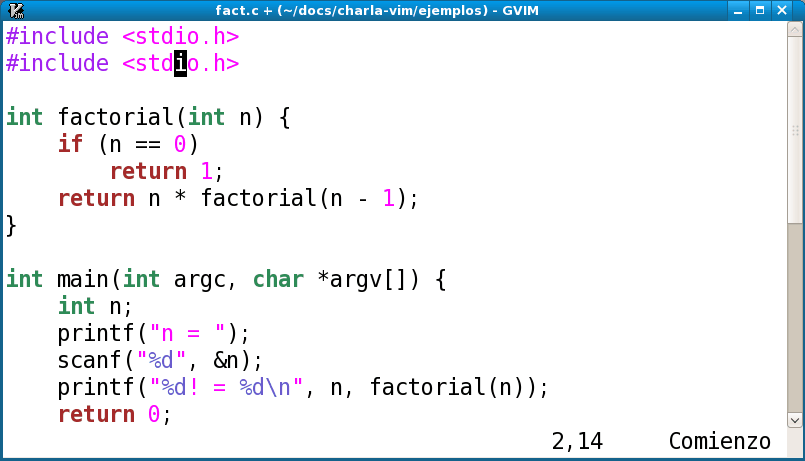 fact.c + (~/docs/charla-vim/ejemplos) - GVIM
#include <stdio.h>
#include <stdio.h>

int factorial(int n) {
    if (n == 0)
        return 1;
    return n * factorial(n - 1);
}

int main(int argc, char *argv[]) {
    int n;
    printf("n = ");
    scanf("%d", &n);
    printf("%d! = %d\n", n, factorial(n));
    return 0;
2,14 Comienzo